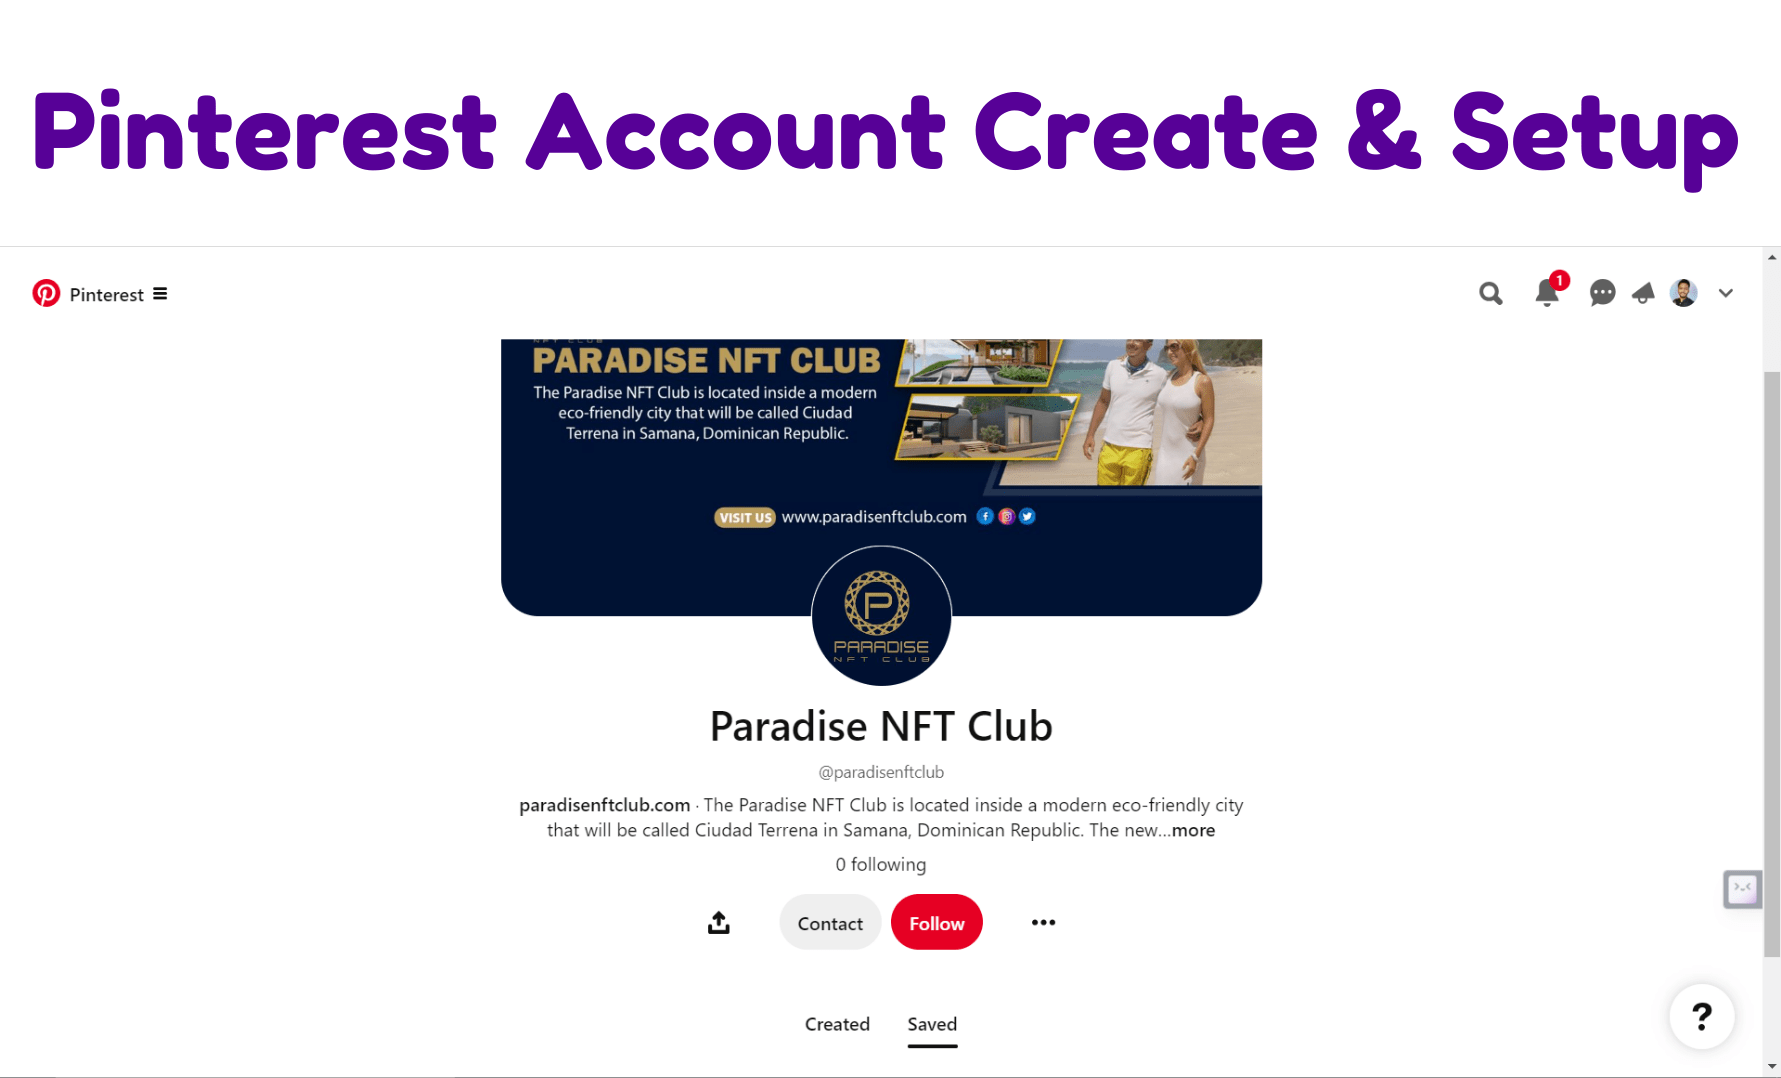 Pinterest Account Create & Setup
Pinterest
1
NFT CLUB
PARADISE NFT CLUB
The Paradise NFT Club is located inside a modern
eco-friendly city that will be called Ciudad
Terrena in Samana, Dominican Republic.
VISIT US www.paradisenftclub.com
P
PARADISE
NFT CLUB
Paradise NFT Club
@paradisenftclub
paradisenftclub.com · The Paradise NFT Club is located inside a modern eco-friendly city
that will be called Ciudad Terrena in Samana, Dominican Republic. The new...more
0 following
Contact
Follow
Created
Saved
?